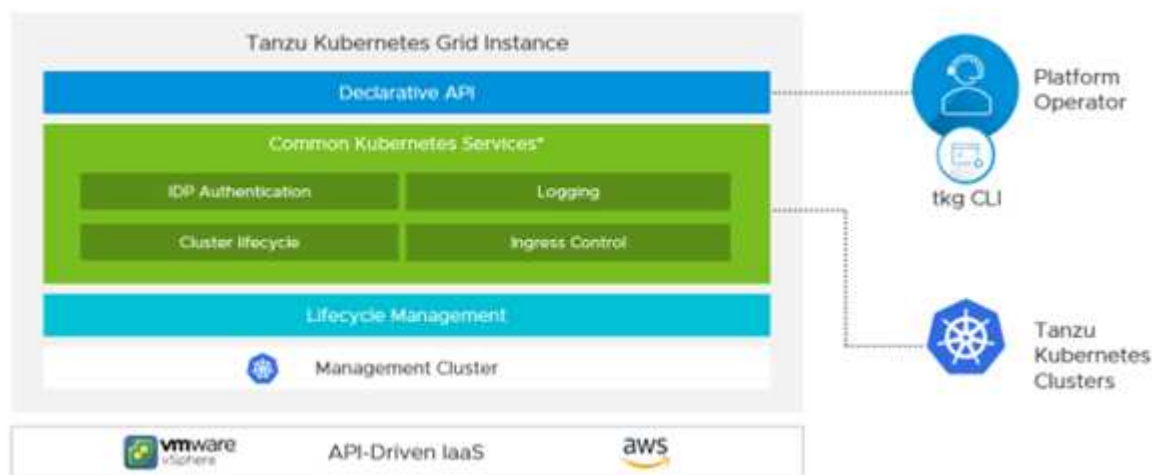 Tanzu Kubernetes Grid Instance
Declarative API
Common Kubernetes Services*
IDP Authentication
Logging
Cluster lifecycle
Ingress Control
Lifecycle Management
Management Cluster
vmware
vSphere
API-Driven IaaS
aws
Platform
Operator
tkg CLI
Tanzu
Kubernetes
Clusters